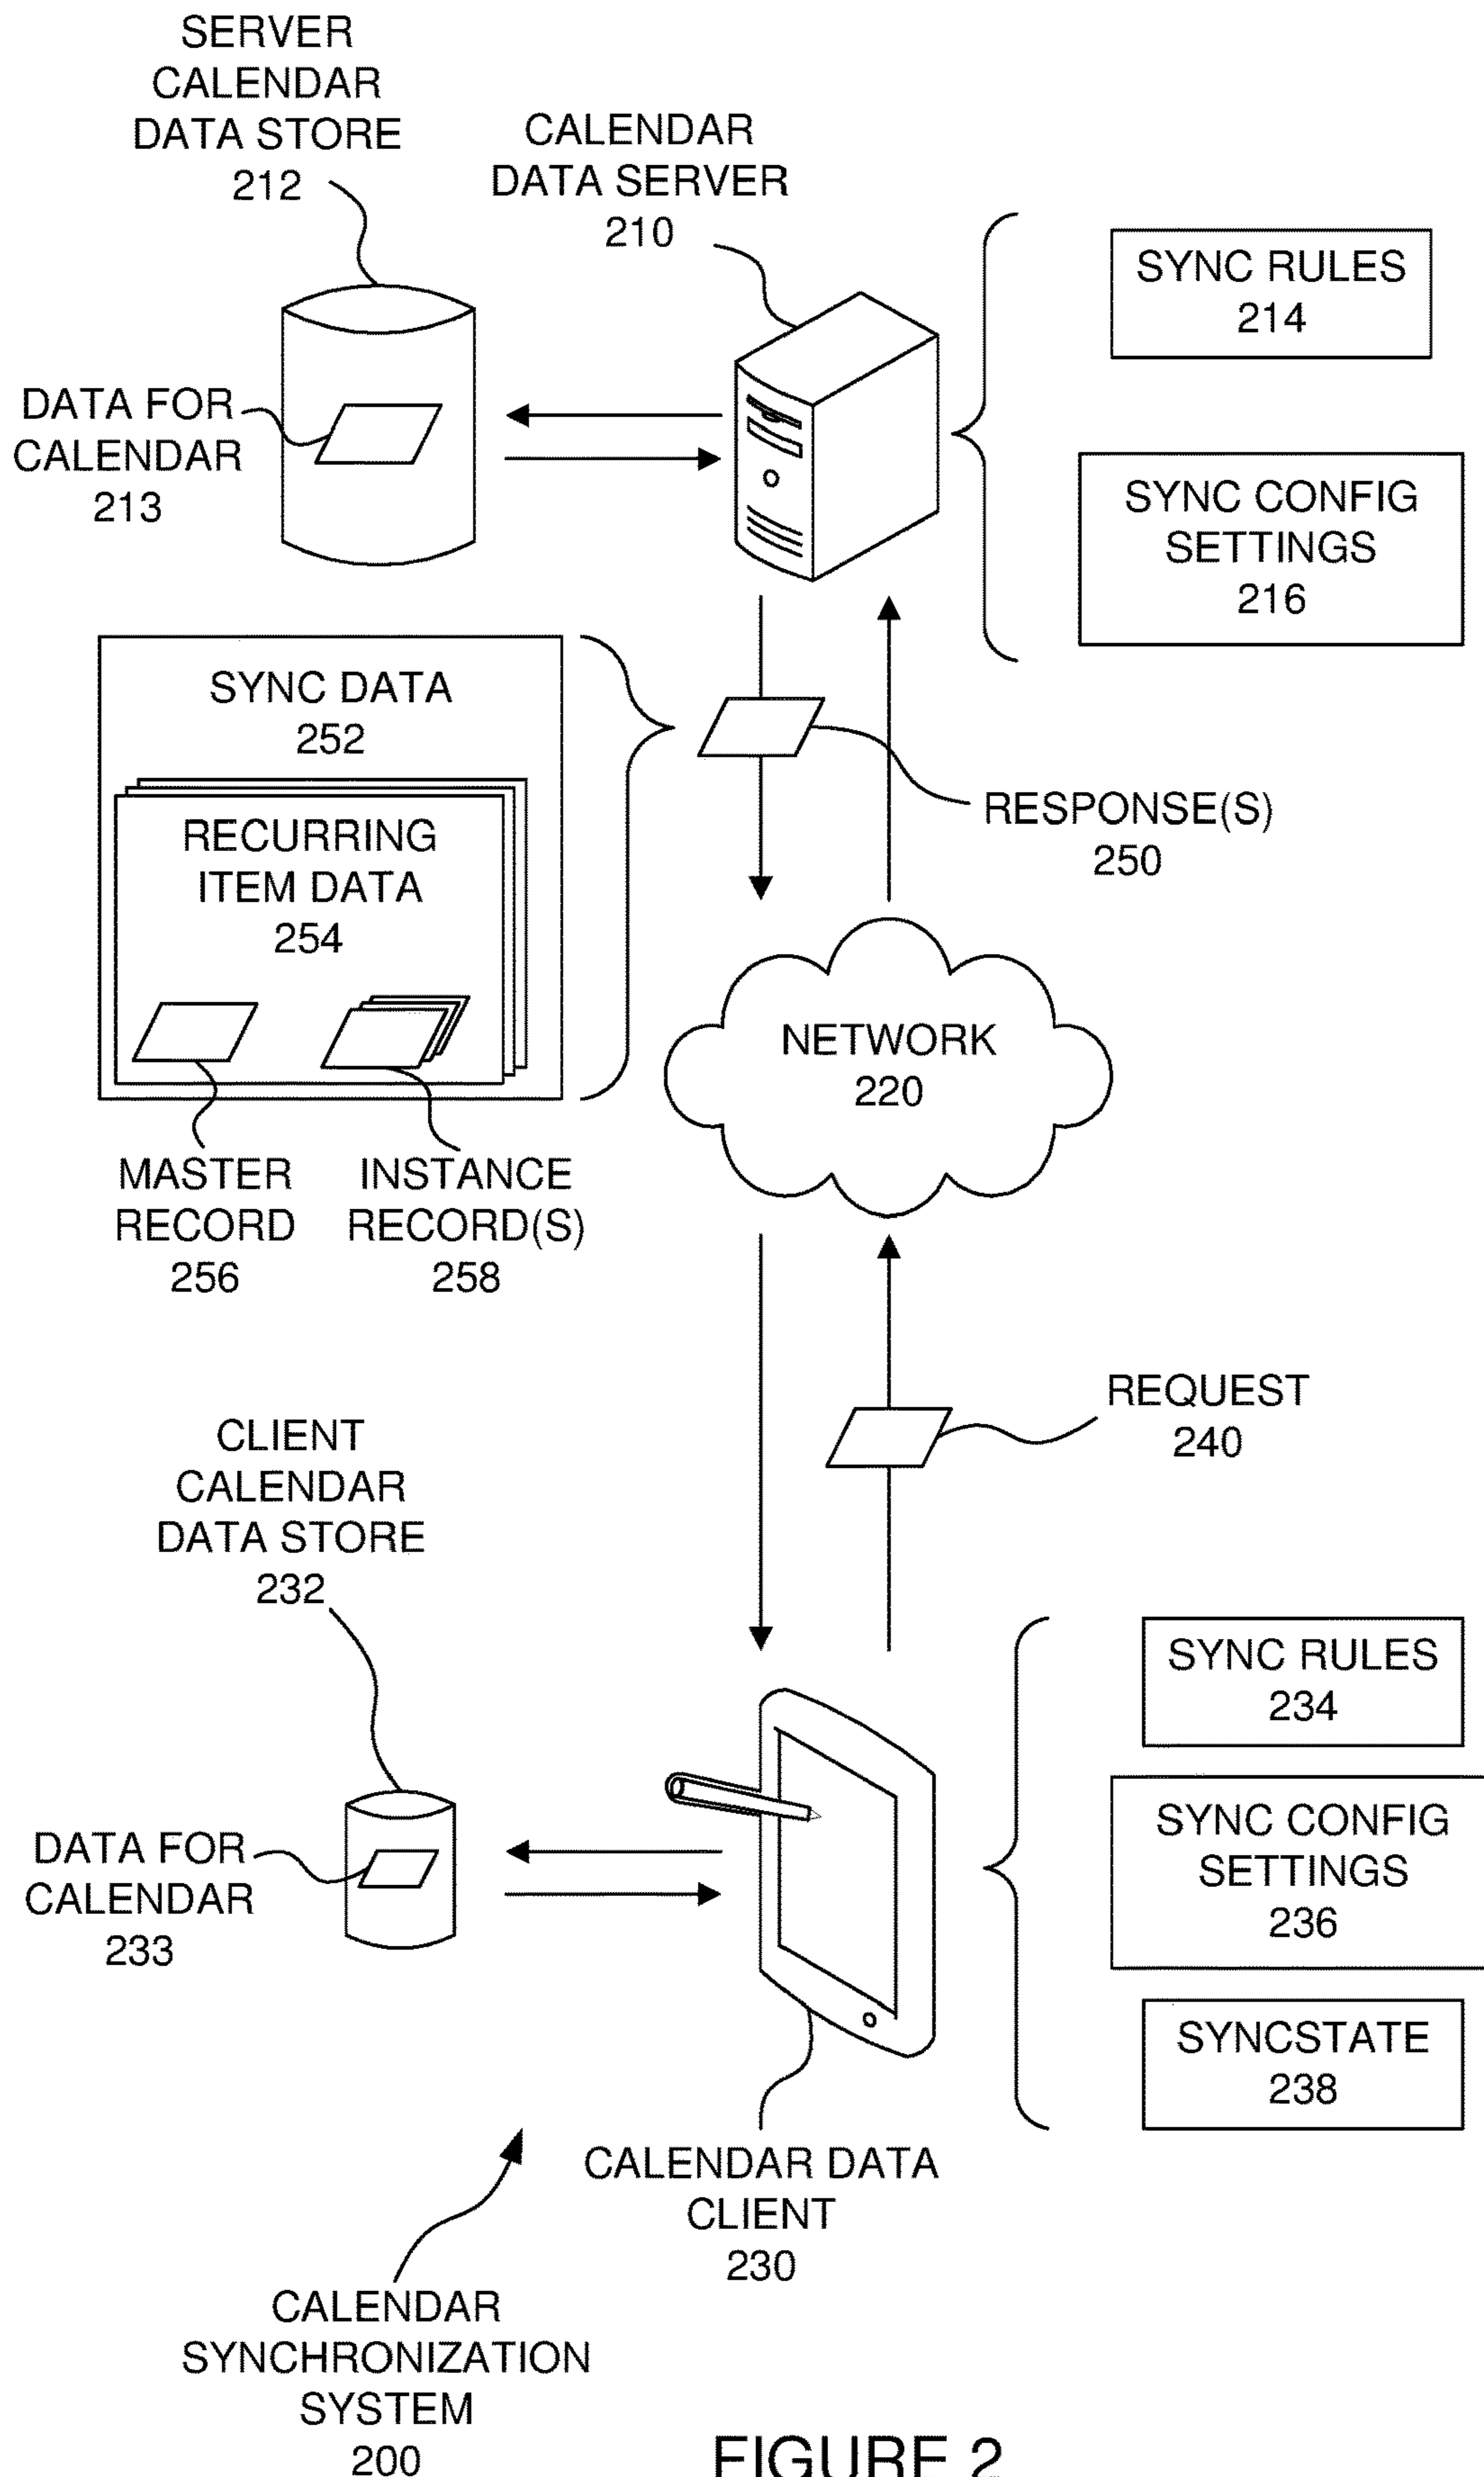 SERVER
CALENDAR
DATA STORE
212
CALENDAR
DATA SERVER
210
SYNC RULES
214
DATA FOR
CALENDAR
213
SYNC CONFIG
SETTINGS
216
SYNC DATA
252
RECURRING
ITEM DATA
254
RESPONSE(S)
250
NETWORK
220
MASTER
RECORD
256
INSTANCE
RECORD(S)
258
REQUEST
240
CLIENT
CALENDAR
DATA STORE
232
SYNC RULES
234
DATA FOR
CALENDAR
233
SYNC CONFIG
SETTINGS
236
SYNCSTATE
238
CALENDAR DATA
CLIENT
230
CALENDAR
SYNCHRONIZATION
SYSTEM
200
FIGURE 2